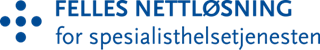 FELLES NETTLØSNING
for spesialisthelsetjenesten